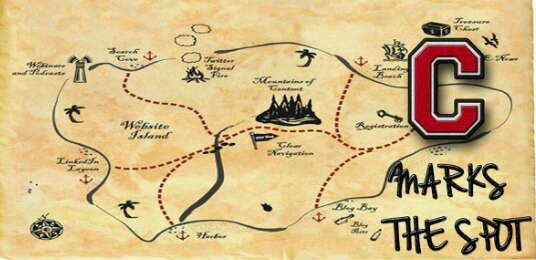 Treasure
Chest
Search
Cove
Twitter
Signal
Fire
Webinars
and Podcasts
Landing
Beach
E-News
C
Mountains of
Content
Registration
Website
Island
Clear
Navigation
MARKS
LinkedIn
Lagoon
Blog Bay
Blog
Bits
THE SPOT
Harbor